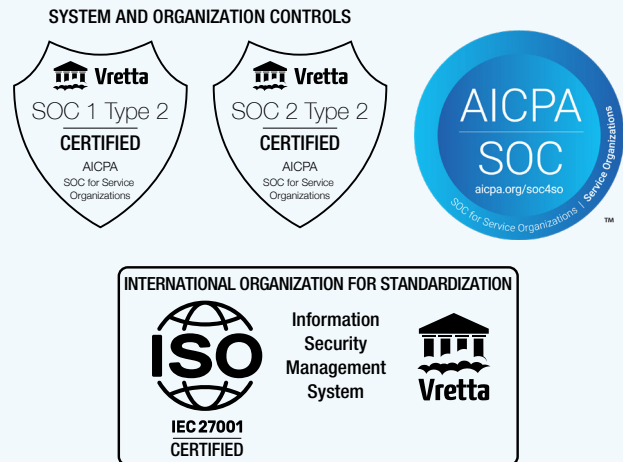 SYSTEM AND ORGANIZATION CONTROLS
Vretta
SOC 1 Type 2
CERTIFIED
AICPA
SOC for Service
Organizations
Vretta
SOC 2 Type 2
CERTIFIED
AICPA
SOC for Service
Organizations
AICPA
SOC
aicpa.org/soc4so
SOC for Service Organizations | Service Organizations
TM
INTERNATIONAL ORGANIZATION FOR STANDARDIZATION
ISO
IEC 27001
CERTIFIED
Information
Security
Management
System
Vretta